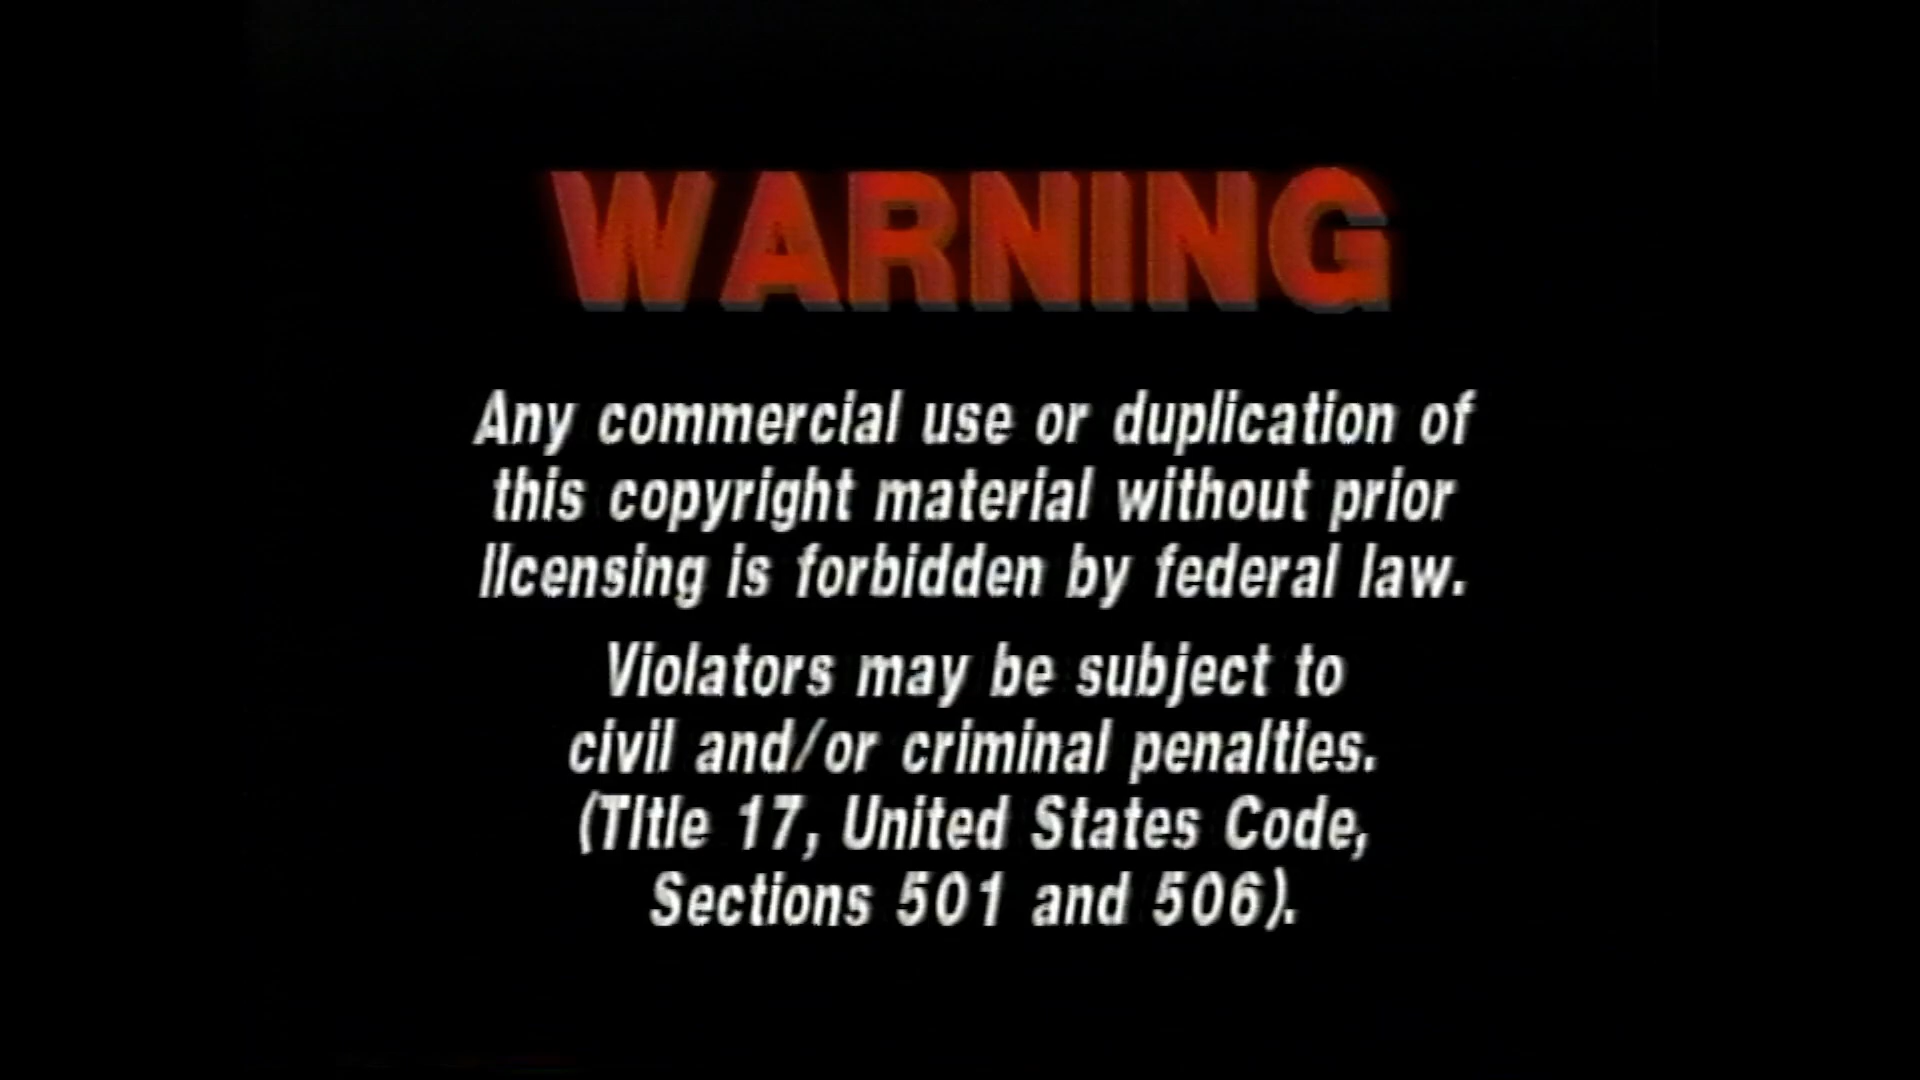 WARNING
Any commercial use or duplication of
this copyright material without prior
licensing is forbidden by federal law.
Violators may be subject to
civil and/or criminal penalties.
(Title 17, United States Code,
Sections 501 and 506).